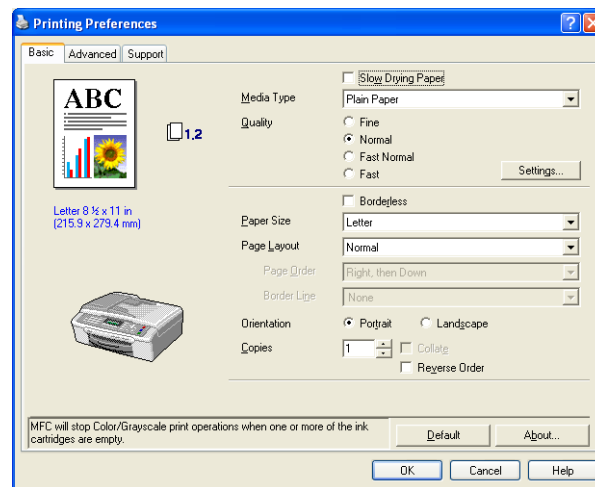 Printing Preferences
Basic Advanced Support
Slow Drying Paper
Media Type Plain Paper
Quality Fine
Normal
Fast Normal
Fast
Settings...
ABC
1.2
Letter 8 ½ x 11 in
(215.9 x 279.4 mm)
Borderless
Paper Size Letter
Page Layout Normal
Page Order Right, then Down
Border Line None
Orientation Portrait Landscape
Copies 1 Collate
Reverse Order
MFC will stop Color/Grayscale print operations when one or more of the ink
cartridges are empty.
Default About...
OK Cancel Help